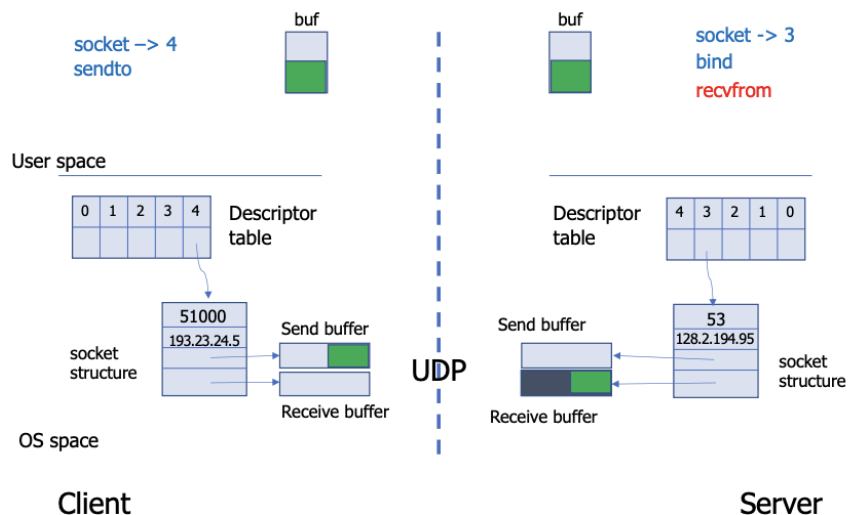 buf
buf
socket –> 4
sendto
socket -> 3
bind
recvfrom
User space
0 1 2 3 4
Descriptor
table
Descriptor
table
4 3 2 1 0
51000
193.23.24.5
Send buffer
socket
structure
Receive buffer
UDP
Send buffer
53
128.2.194.95
socket
structure
Receive buffer
OS space
Client
Server